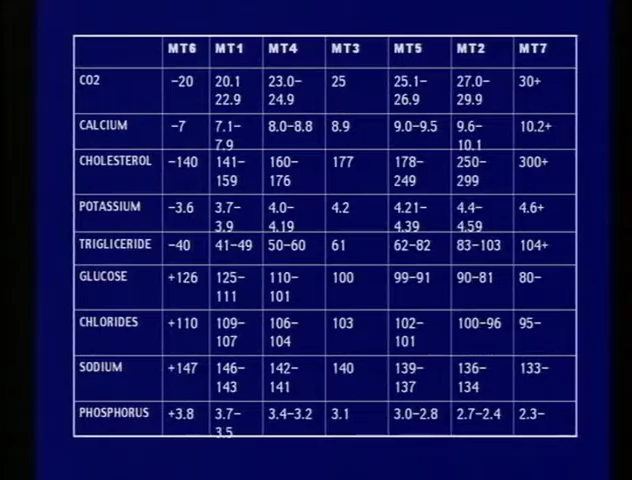 MT6 MT1 MT4 MT3 MT5 MT2 MT7
CO2 –20 20.1 23.0– 25 25.1– 27.0– 30+
22.9 24.9 26.9 29.9
CALCIUM –7 7.1– 8.0–8.8 8.9 9.0–9.5 9.6– 10.2+
7.9 10.1
CHOLESTEROL –140 141– 160– 177 178– 250– 300+
159 176 249 299
POTASSIUM –3.6 3.7– 4.0– 4.2 4.21– 4.4– 4.6+
3.9 4.19 4.39 4.59
TRIGLICERIDE –40 41–49 50–60 61 62–82 83–103 104+
GLUCOSE +126 125– 110– 100 99–91 90–81 80–
111 101
CHLORIDES +110 109– 106– 103 102– 100–96 95–
107 104 101
SODIUM +147 146– 142– 140 139– 136– 133–
143 141 137 134
PHOSPHORUS +3.8 3.7– 3.4–3.2 3.1 3.0–2.8 2.7–2.4 2.3–
3.5